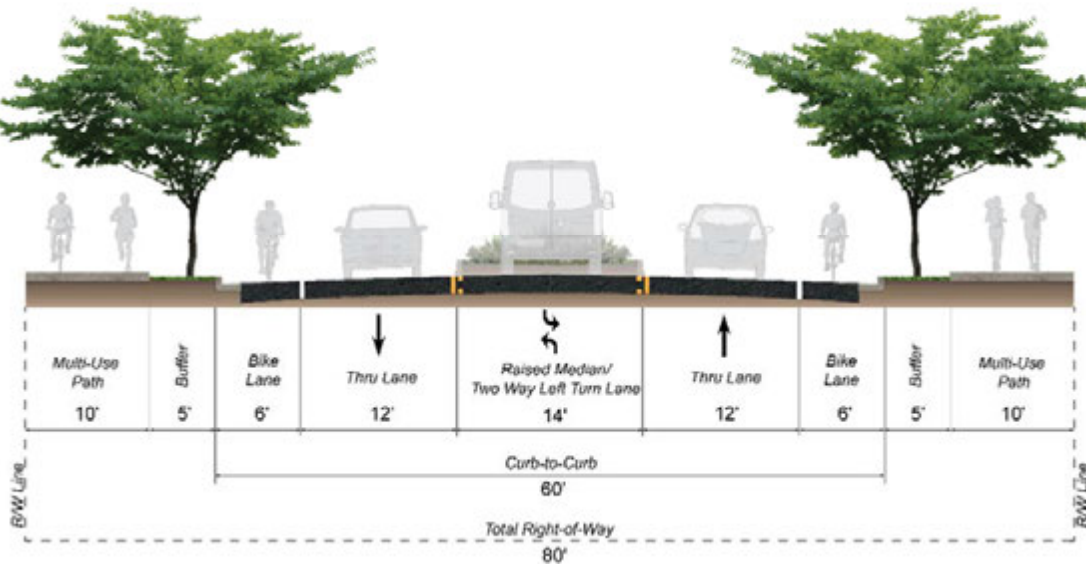 Multi-Use
Path
10'
Buffer
5'
Bike
Lane
6'
Thru Lane
12'
Raised Median/
Two Way Left Turn Lane
14'
Thru Lane
12'
Bike
Lane
6'
Buffer
5'
Multi-Use
Path
10'
R/W Line
Curb-to-Curb
60'
R/W Line
Total Right-of-Way
80'